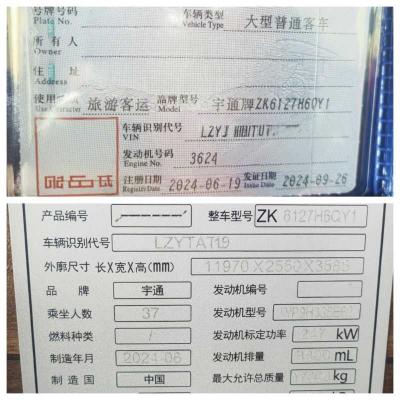 号牌号码 车辆类型 大型普通客车
Plate No. Vehicle Type
所有人
Owner
住址
Address
使用性质 旅游客运 品牌型号 宇通牌ZK6127H6QY1
Use Character Model
车辆识别代号
发动机号码 3624
Engine No.
注册日期 2024-06-19 发证日期 2024-09-26
Register Date Issue Date
产品编号 整车型号 ZK 6127H6QY1
车辆识别代号 LZYTAT19
外廓尺寸 长X宽X高(mm) 11970X2550X
品牌 宇通 发动机编号
乘坐人数 37 发动机型号
燃料种类 / 发动机标定功率 247 kW
制造年月 2024-06 发动机排量 mL
制造国 中国 最大允许总质量 kg